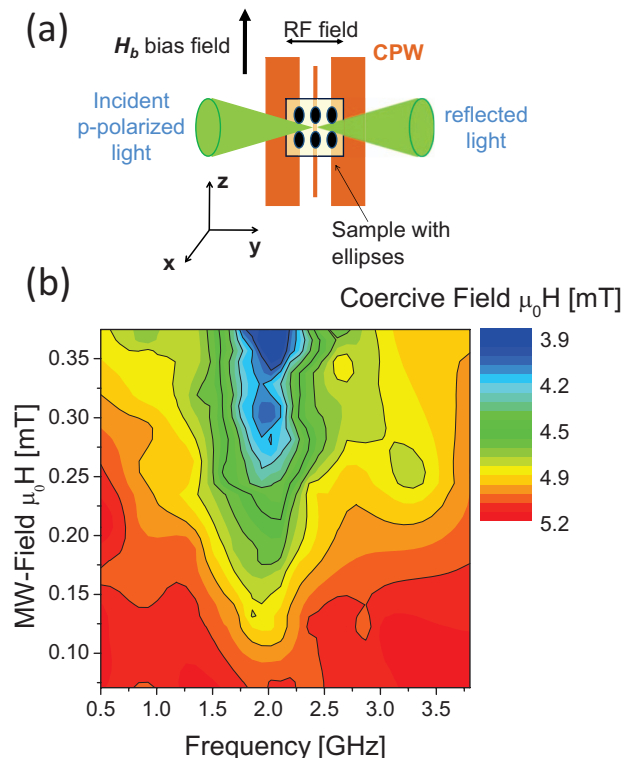 (a)
H_b bias field
RF field
CPW
Incident
p-polarized
light
reflected
light
z
y
x
Sample with
ellipses
(b)
Coercive Field μ₀H [mT]
3.9
4.2
4.5
4.9
5.2
MW-Field μ₀H [mT]
0.35
0.30
0.25
0.20
0.15
0.10
0.5 1.0 1.5 2.0 2.5 3.0 3.5
Frequency [GHz]